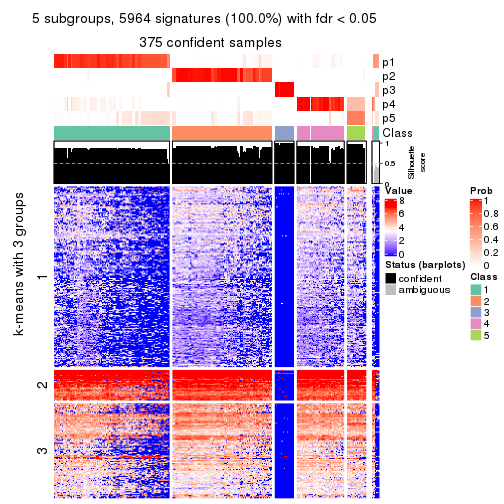 5 subgroups, 5964 signatures (100.0%) with fdr < 0.05
375 confident samples
p1
p2
p3
p4
p5
Class
1
0.5
0
Silhouette
score
k-means with 3 groups
1
2
3
Value
8
6
4
2
0
Status (barplots)
confident
ambiguous
Prob
1
0.8
0.6
0.4
0.2
0
Class
1
2
3
4
5